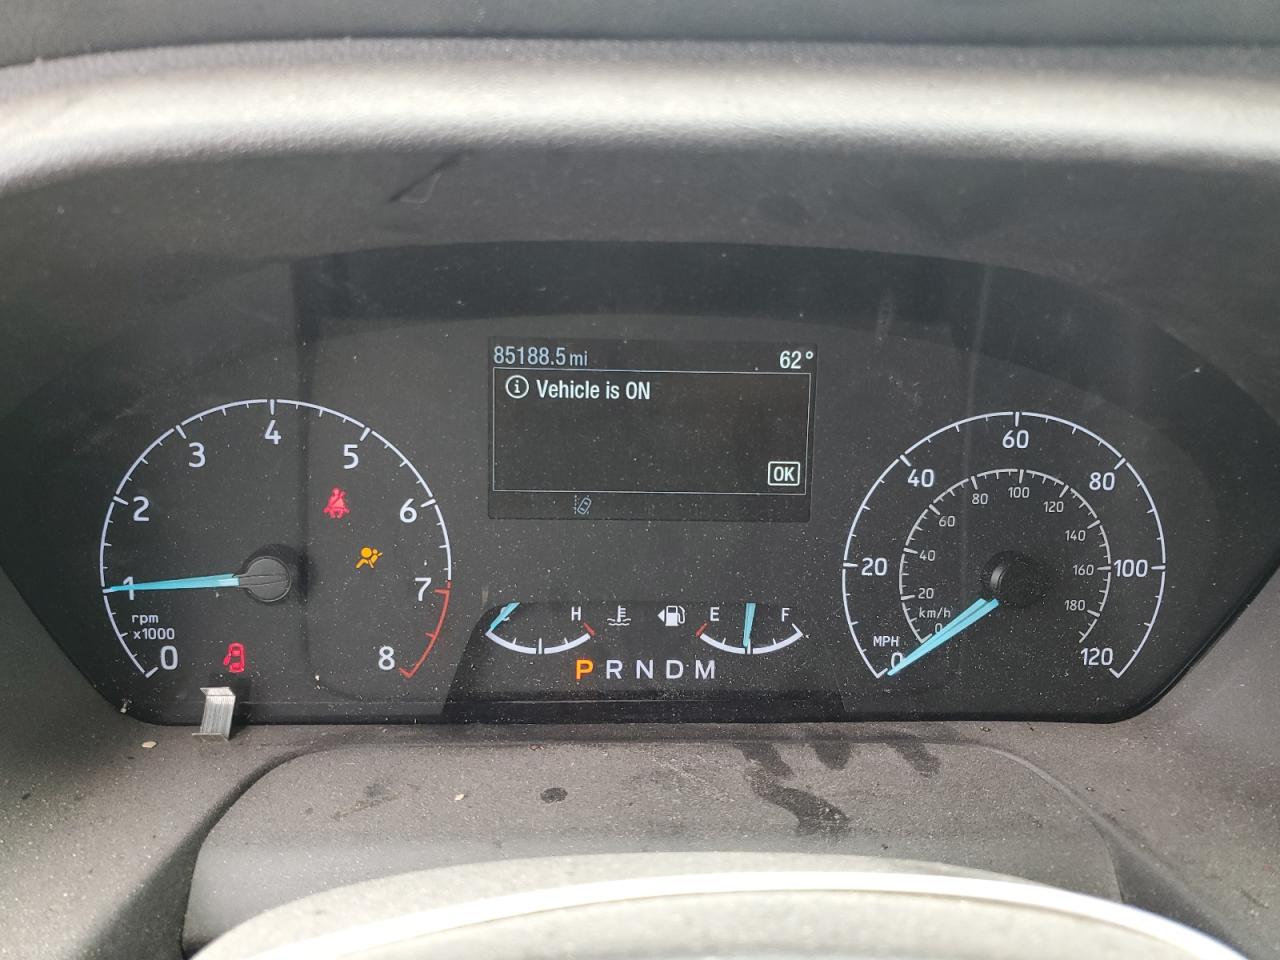 85188.5 mi 62°
Vehicle is ON
OK
0 1 2 3 4 5 6 7 8
rpm
x1000
H
E F
P R N D M
0 20 40 60 80 100 120
MPH
0 20 40 60 80 100 120 140 160 180
km/h